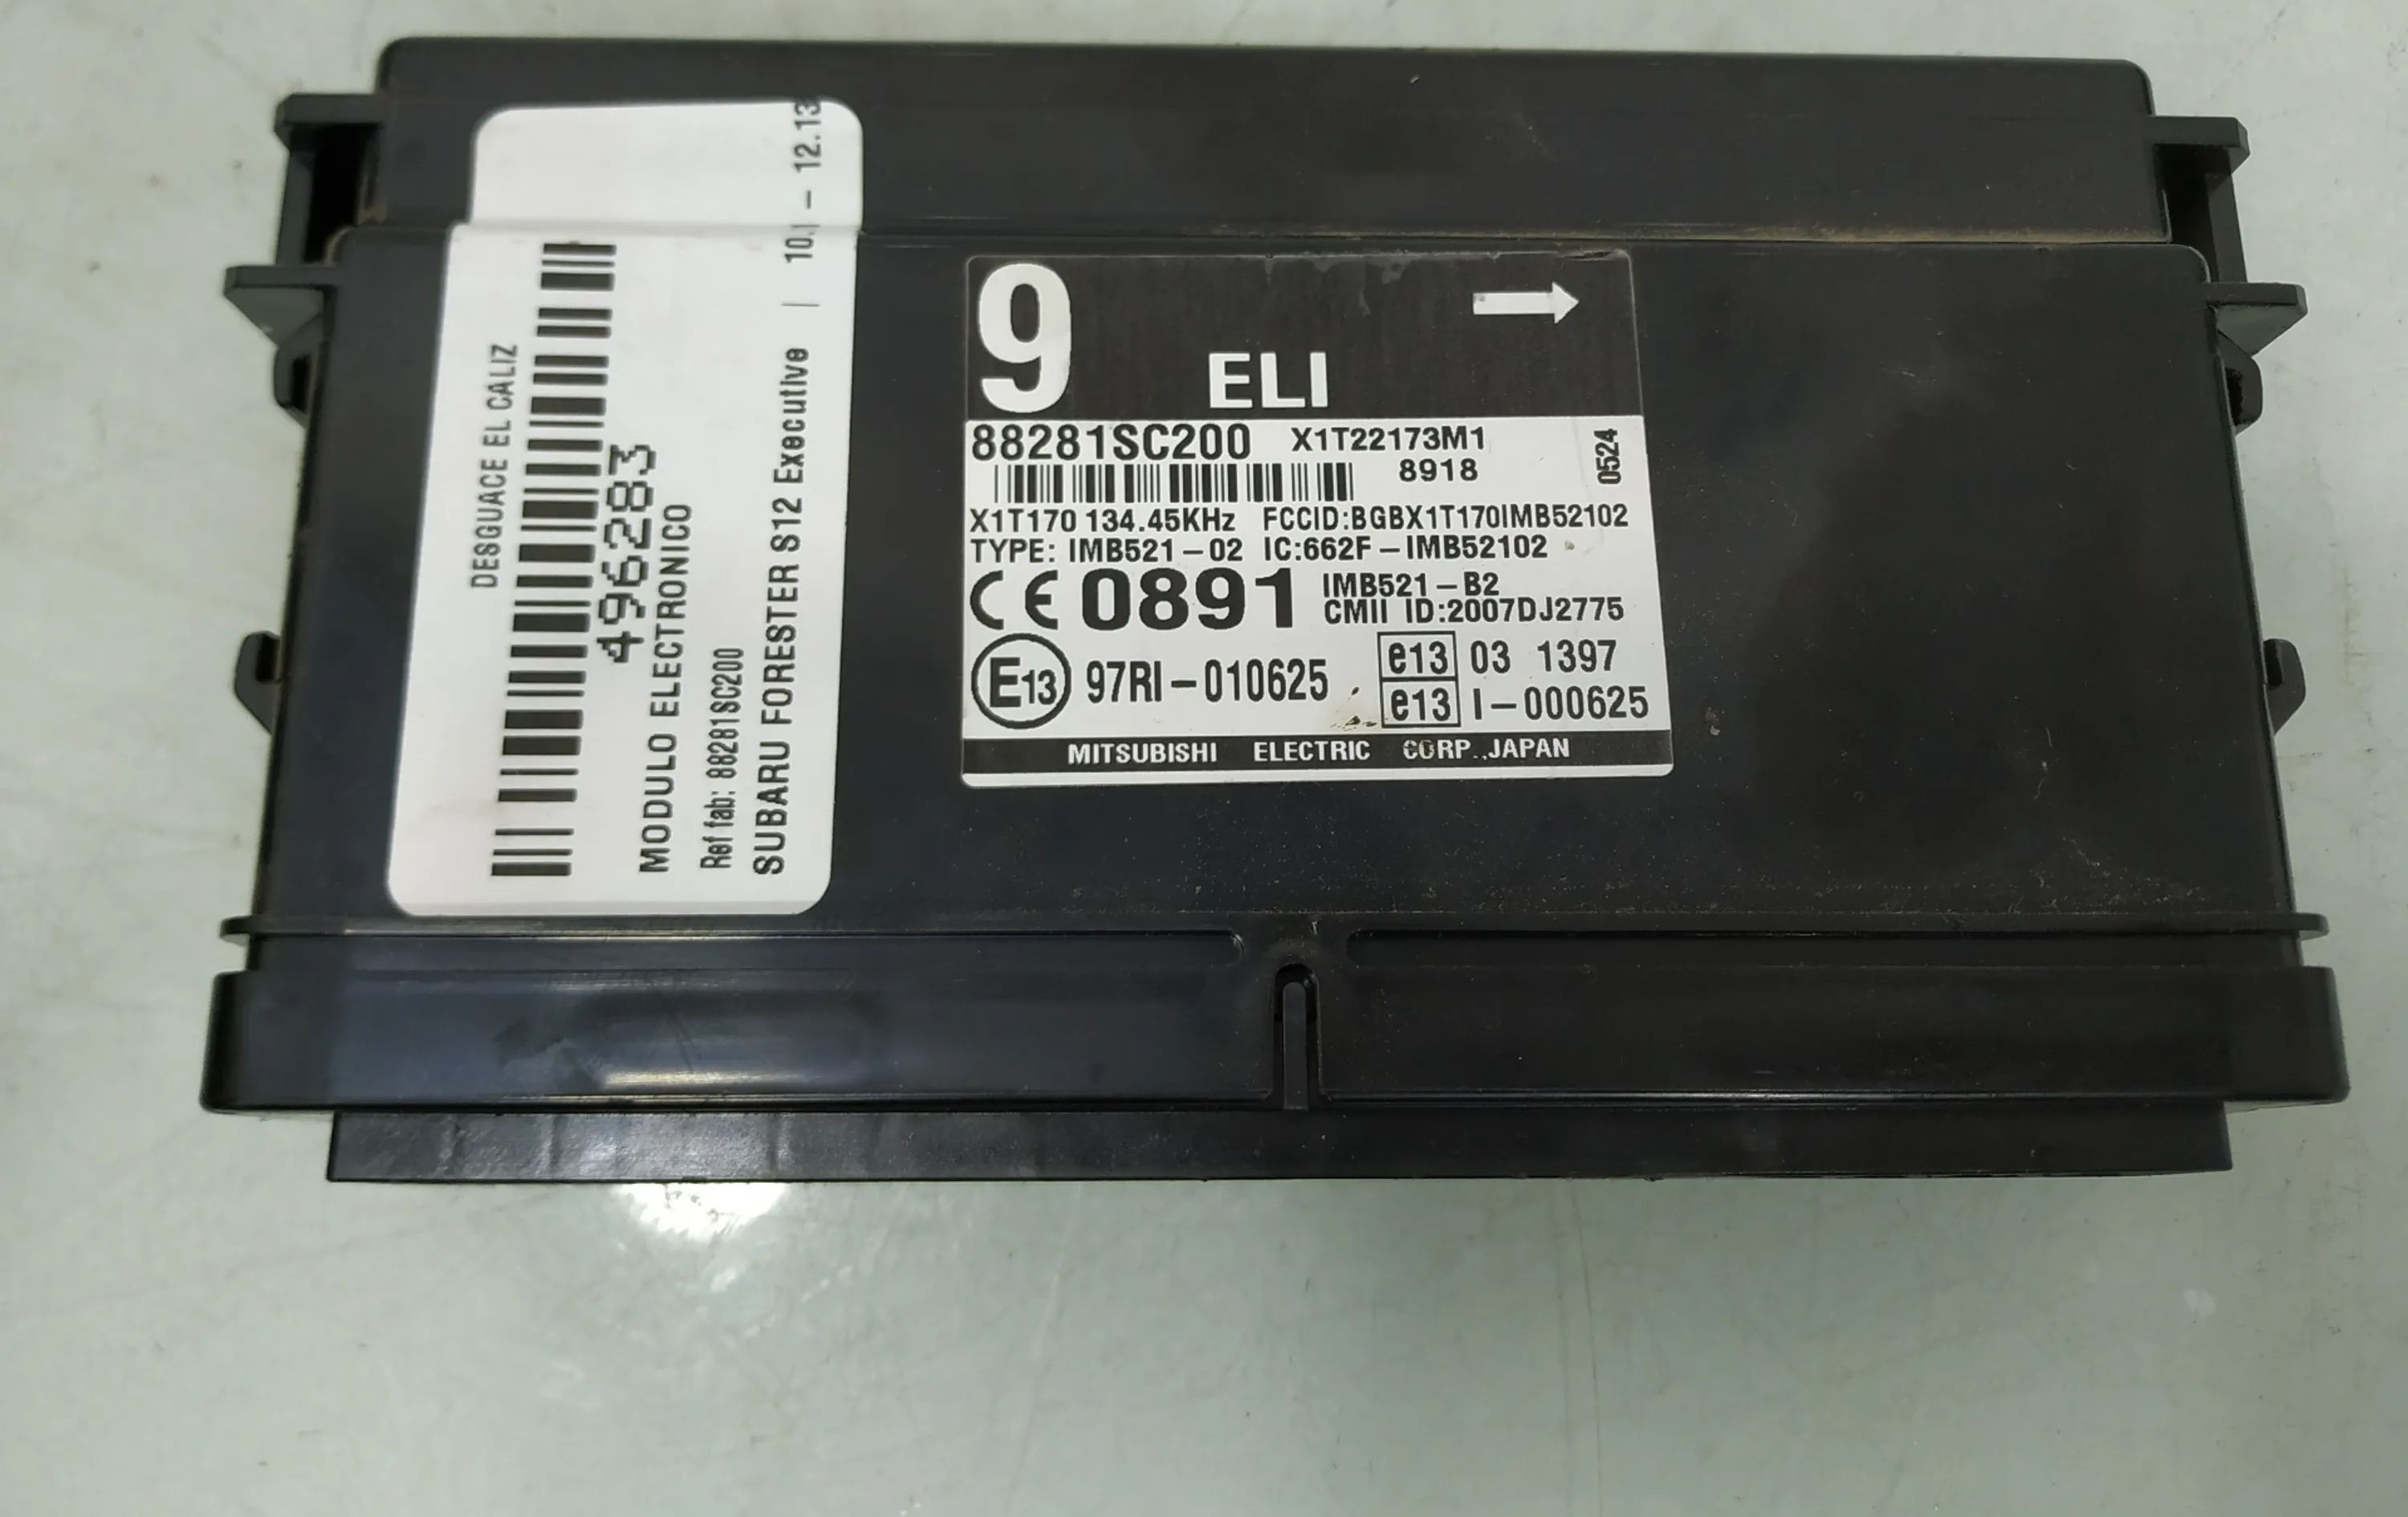 DESGUACE EL CALIZ
496283
MODULO ELECTRONICO
Ref fab: 88281SC200
SUBARU FORESTER S12 Executive | 10. – 12.13
9
ELI
88281SC200 X1T22173M1
8918
0524
X1T170 134.45KHz FCCID:BGBX1T170IMB52102
TYPE: IMB521–02 IC:662F–IMB52102
CE 0891 IMB521–B2
CMII ID:2007DJ2775
E13 97RI–010625 e13 03 1397
e13 I–000625
MITSUBISHI ELECTRIC CORP.,JAPAN